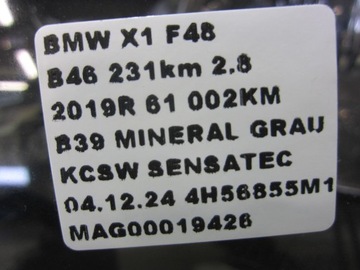 BMW X1 F48
B46 231km 2.8
2019R 61 002KM
B39 MINERAL GRAU
KCSW SENSATEC
04.12.24 4H56855M1
MAG00019426